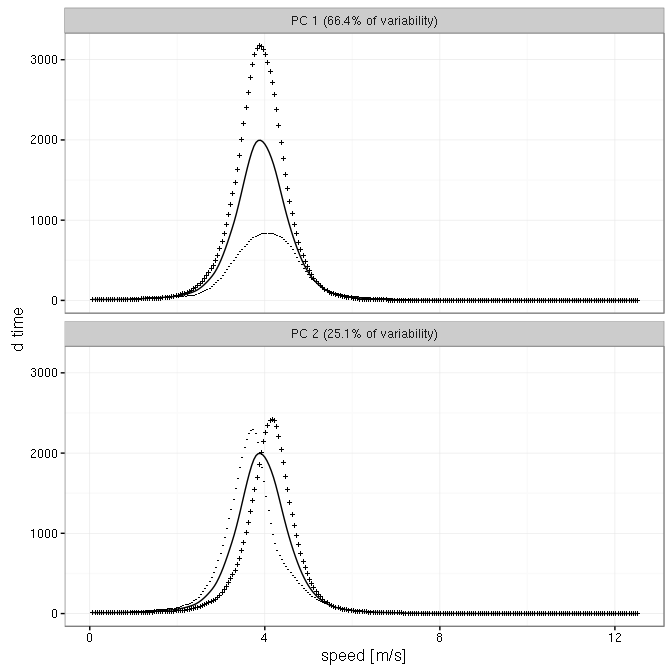 PC 1 (66.4% of variability)
3000
2000
1000
0
d time
PC 2 (25.1% of variability)
3000
2000
1000
0
0 4 8 12
speed [m/s]